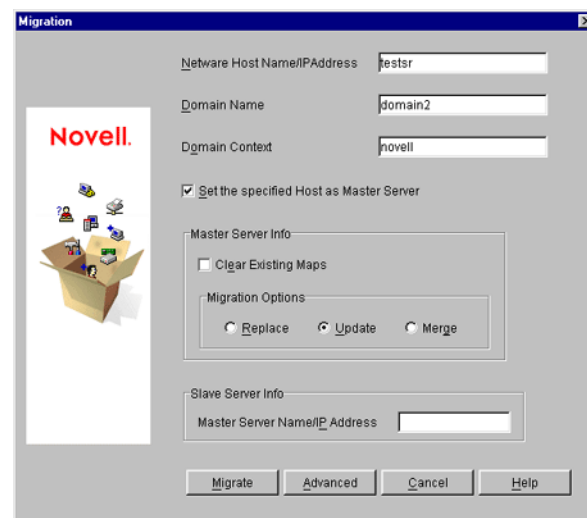 Migration
Netware Host Name/IPAddress testsr
Domain Name domain2
Domain Context novell
Novell.
Set the specified Host as Master Server
Master Server Info
Clear Existing Maps
Migration Options
Replace Update Merge
Slave Server Info
Master Server Name/IP Address
Migrate Advanced Cancel Help